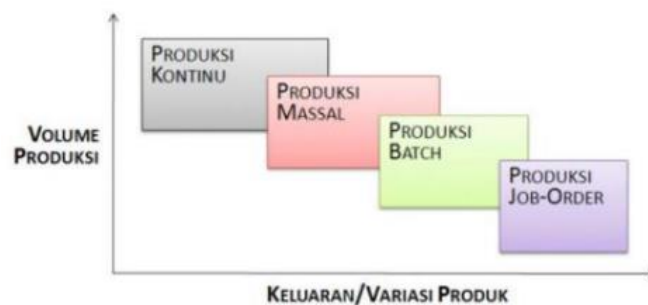 PRODUKSI
KONTINU
PRODUKSI
MASSAL
PRODUKSI
BATCH
PRODUKSI
JOB-ORDER
VOLUME
PRODUKSI
KELUARAN/VARIASI PRODUK